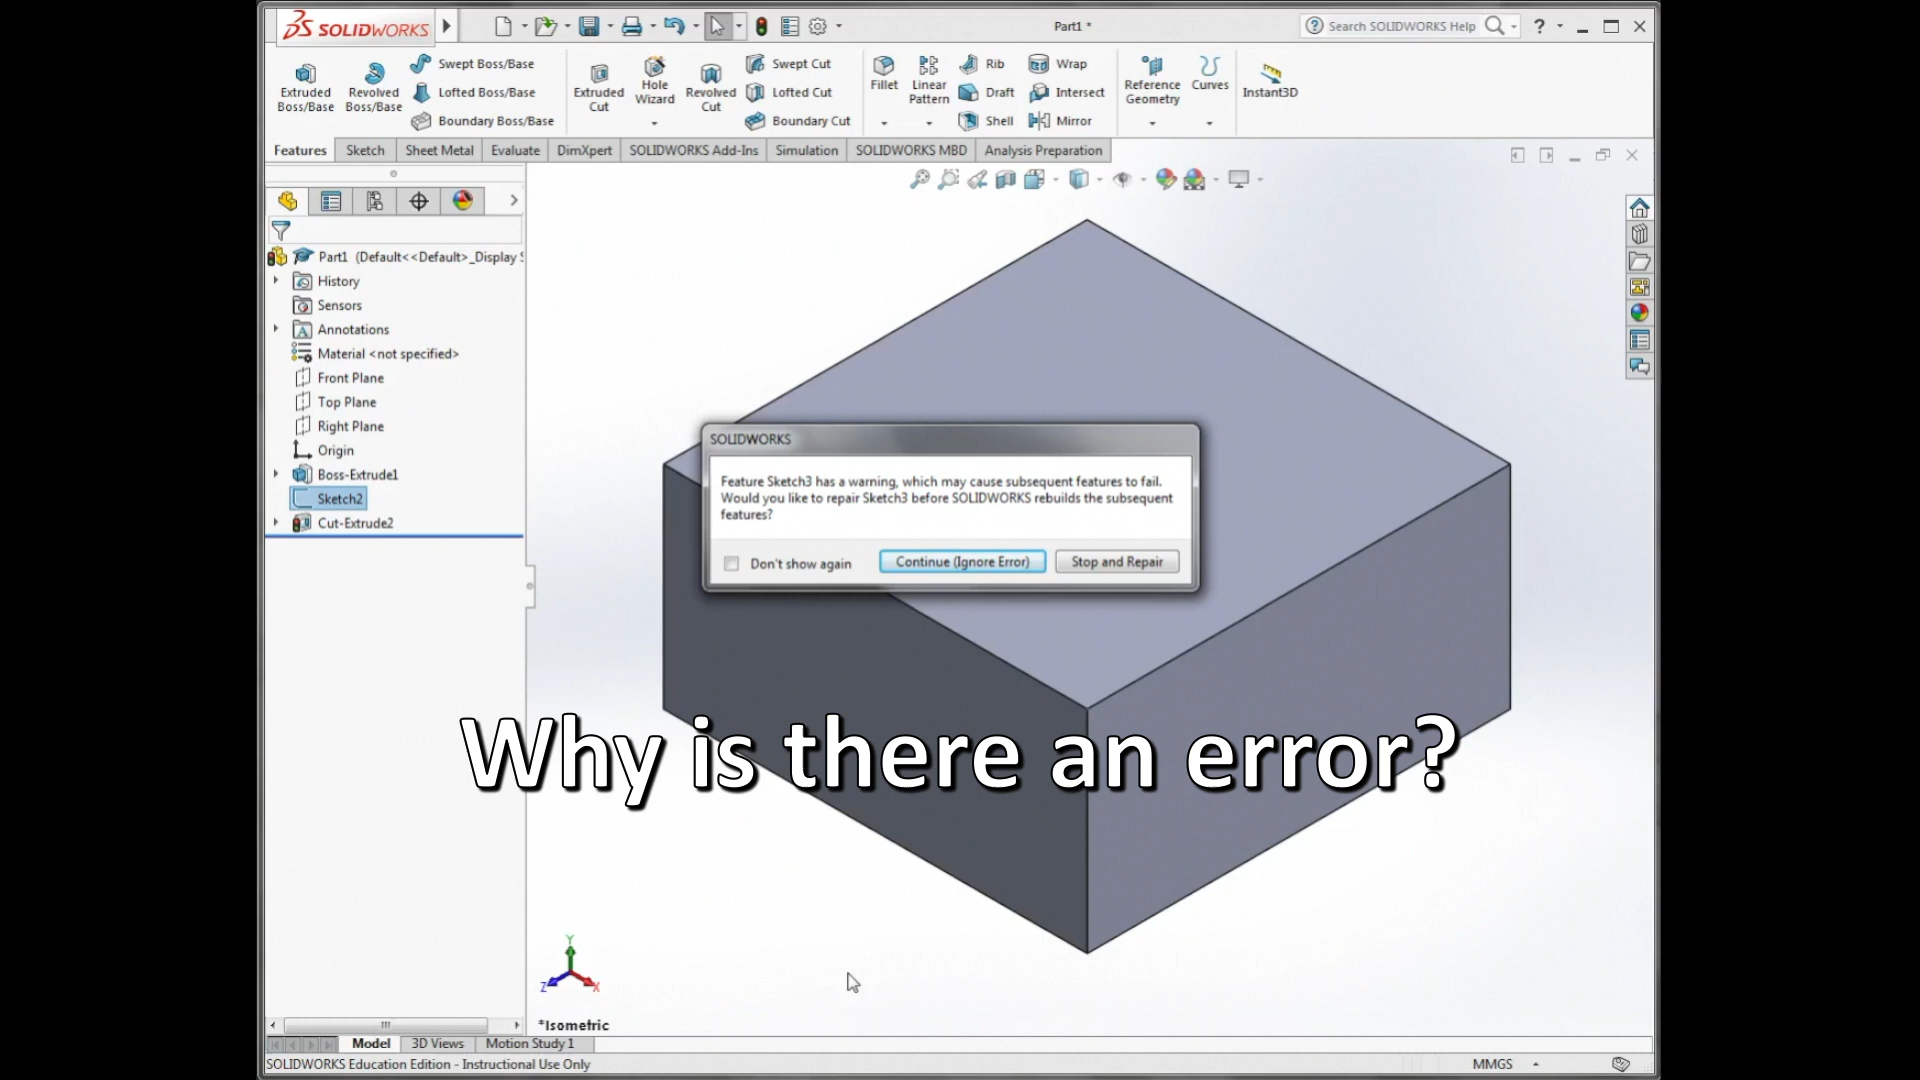 SOLIDWORKS
Part1 *
Search SOLIDWORKS Help
?
Extruded
Boss/Base
Revolved
Boss/Base
Swept Boss/Base
Lofted Boss/Base
Boundary Boss/Base
Extruded
Cut
Hole
Wizard
Revolved
Cut
Swept Cut
Lofted Cut
Boundary Cut
Fillet
Linear
Pattern
Rib
Draft
Shell
Wrap
Intersect
Mirror
Reference
Geometry
Curves
Instant3D
Features Sketch Sheet Metal Evaluate DimXpert SOLIDWORKS Add-Ins Simulation SOLIDWORKS MBD Analysis Preparation
Part1 (Default<<Default>_Display S
History
Sensors
Annotations
Material <not specified>
Front Plane
Top Plane
Right Plane
Origin
Boss-Extrude1
Sketch2
Cut-Extrude2
SOLIDWORKS
Feature Sketch3 has a warning, which may cause subsequent features to fail.
Would you like to repair Sketch3 before SOLIDWORKS rebuilds the subsequent
features?
Don't show again
Continue (Ignore Error)
Stop and Repair
Why is there an error?
Y
Z
X
*Isometric
Model 3D Views Motion Study 1
SOLIDWORKS Education Edition - Instructional Use Only
MMGS